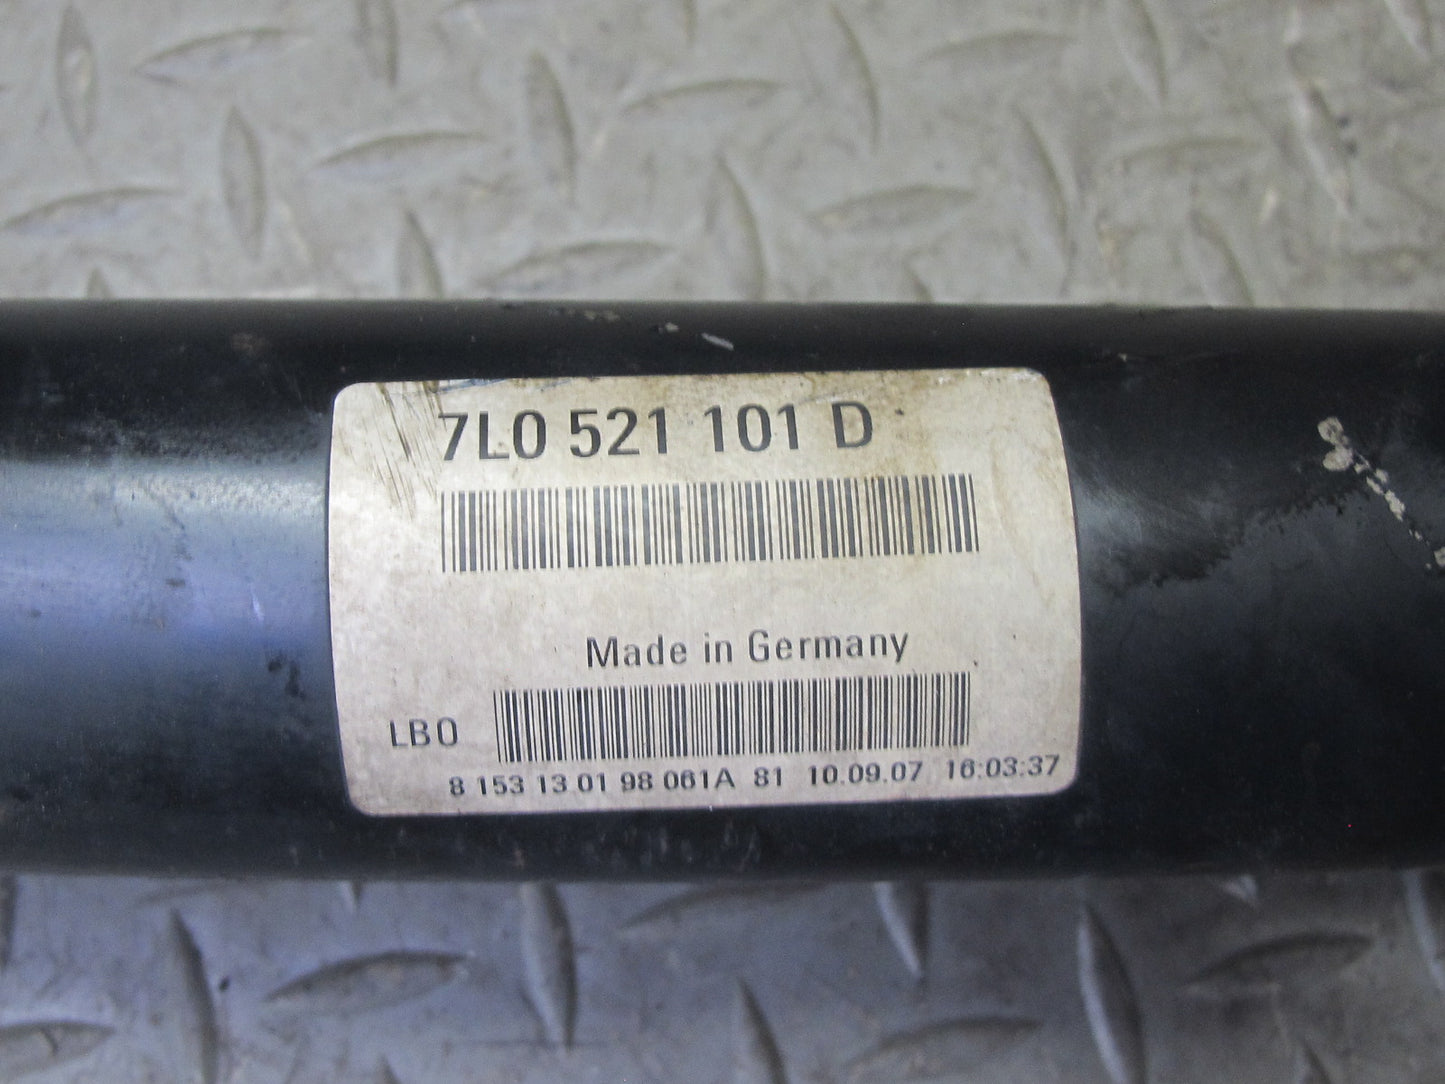 7L0 521 101 D
Made in Germany
LB0
8 153 13 01 98 061A 81 10.09.07 16:03:37